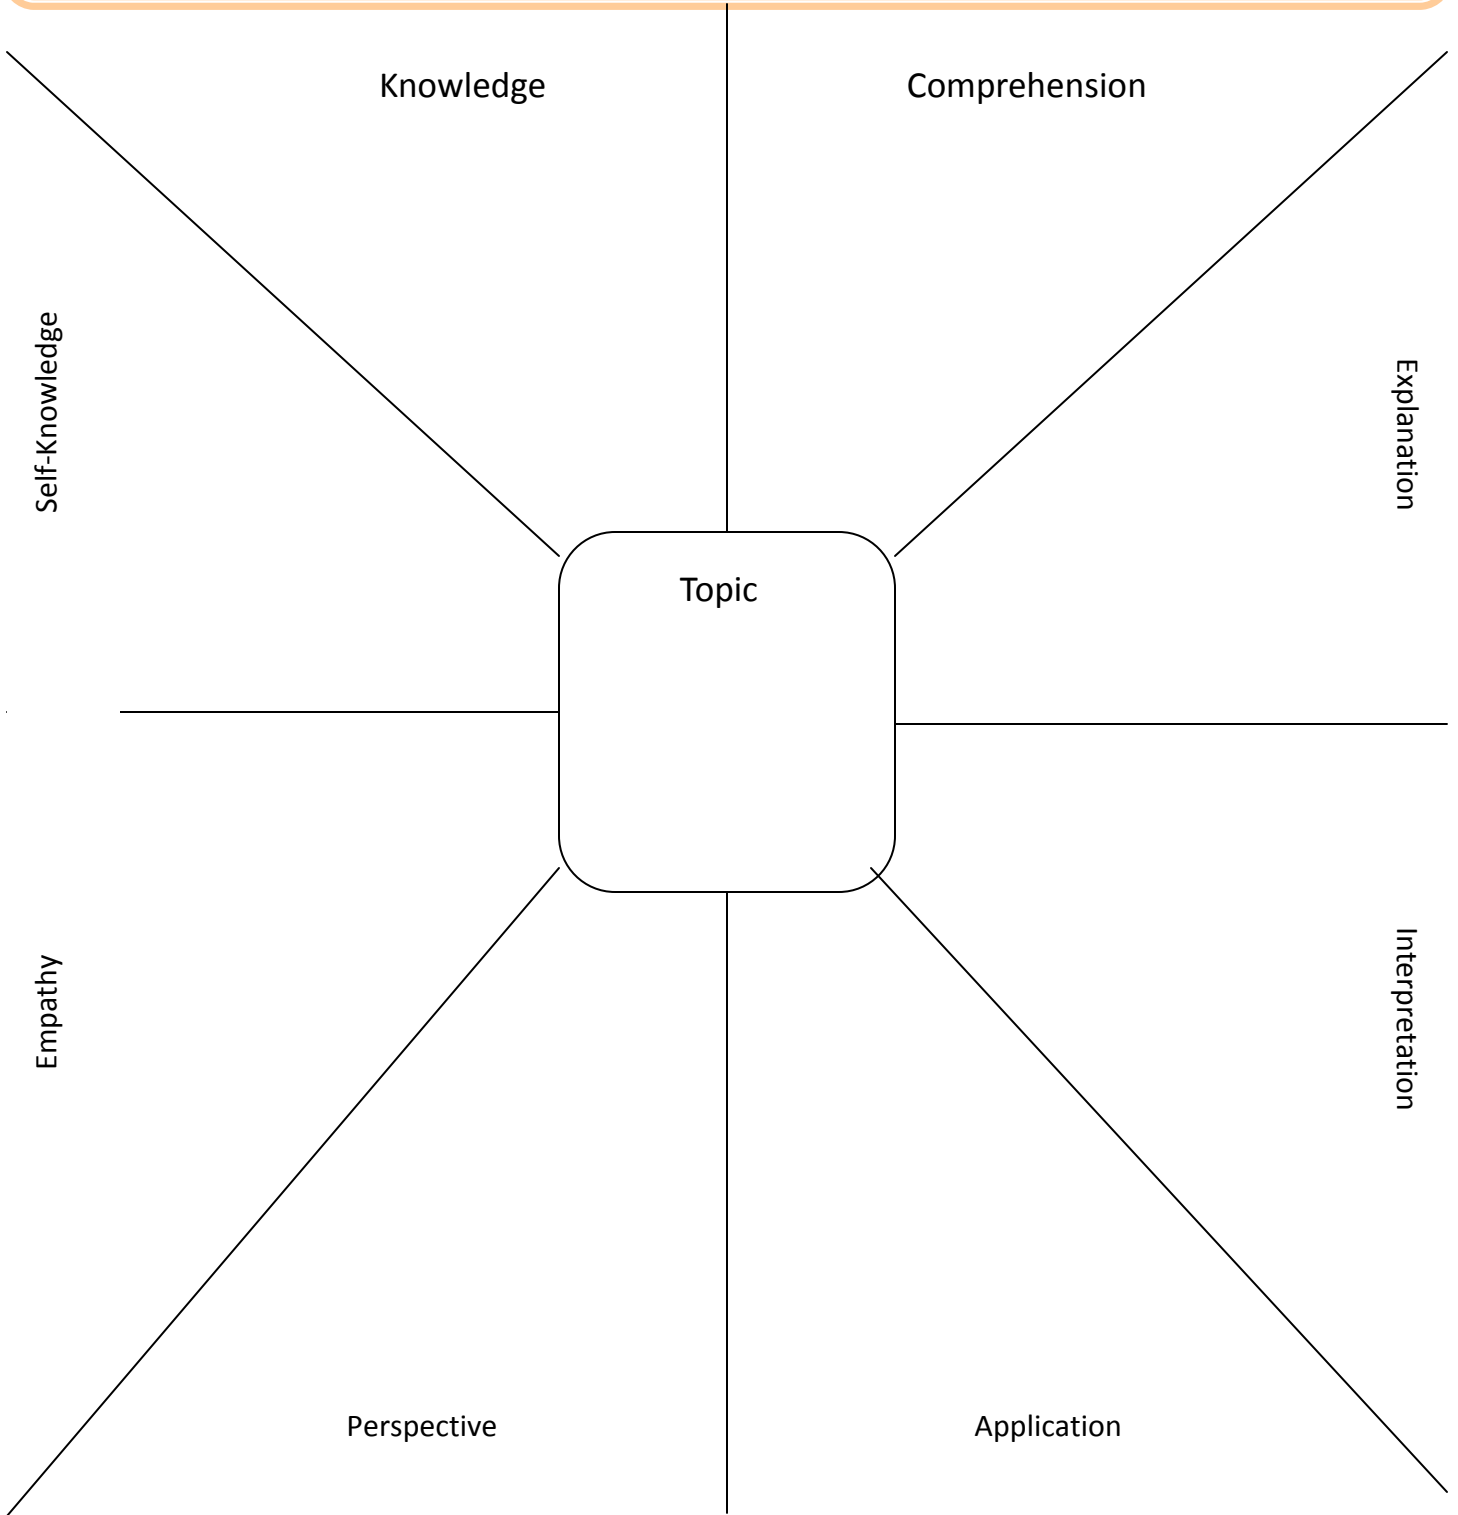 Knowledge
Comprehension
Self-Knowledge
Explanation
Topic
Empathy
Interpretation
Perspective
Application